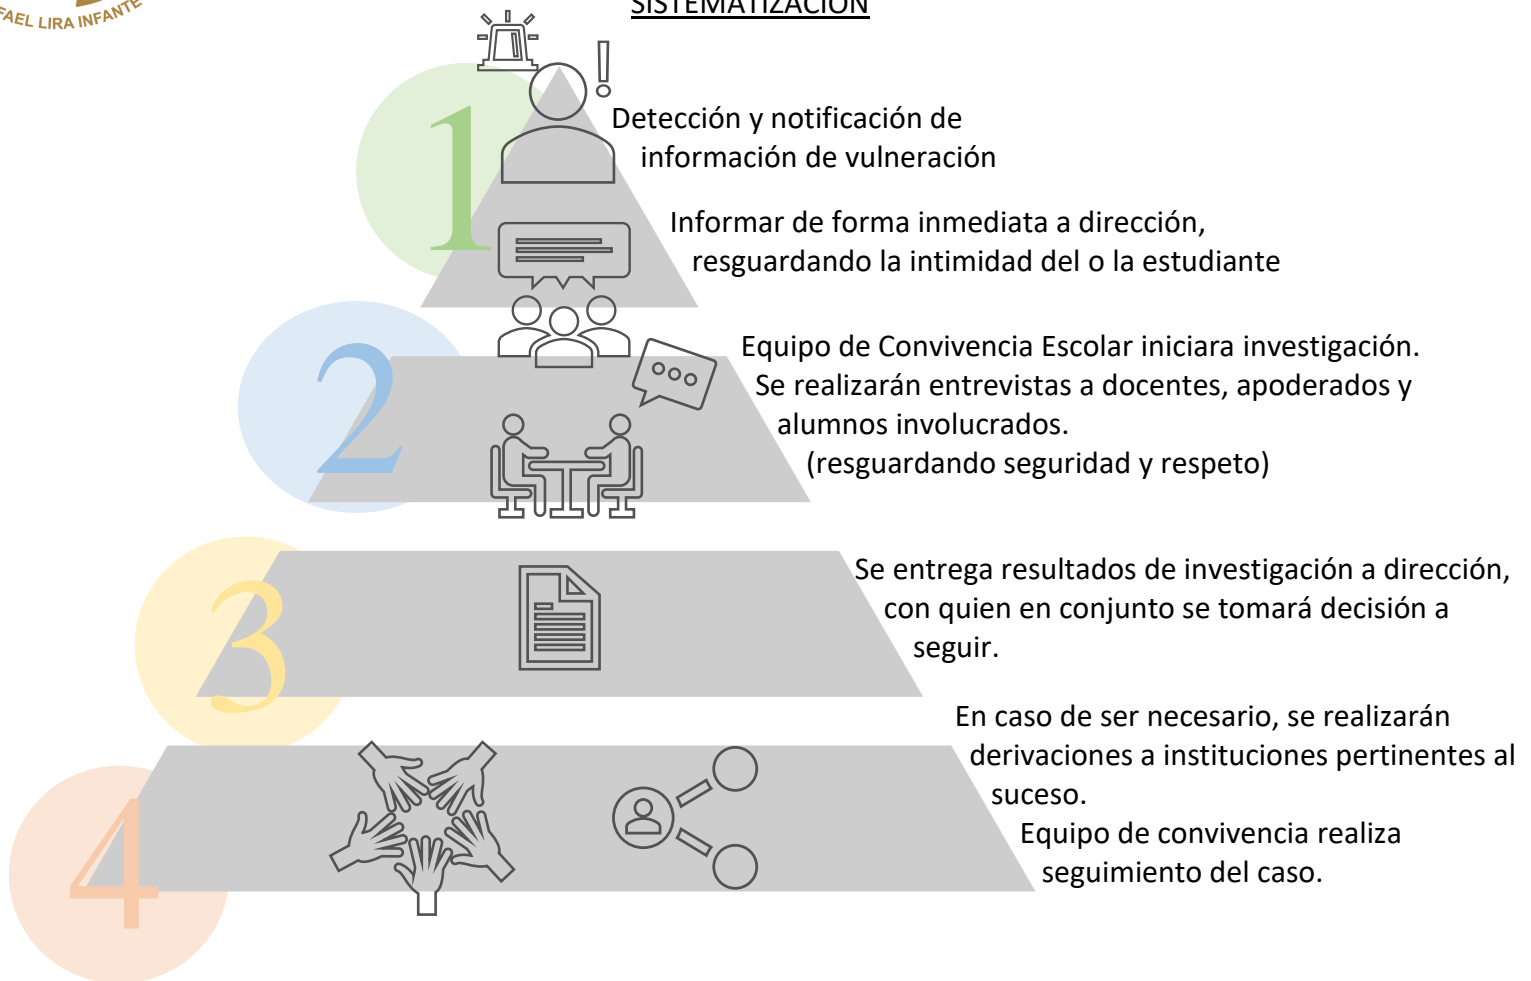 SISTEMATIZACIÓN
FAEL LIRA INFANTE
1
Detección y notificación de
información de vulneración
Informar de forma inmediata a dirección,
resguardando la intimidad del o la estudiante
2
Equipo de Convivencia Escolar iniciara investigación.
Se realizarán entrevistas a docentes, apoderados y
alumnos involucrados.
(resguardando seguridad y respeto)
3
Se entrega resultados de investigación a dirección,
con quien en conjunto se tomará decisión a
seguir.
4
En caso de ser necesario, se realizarán
derivaciones a instituciones pertinentes al
suceso.
Equipo de convivencia realiza
seguimiento del caso.